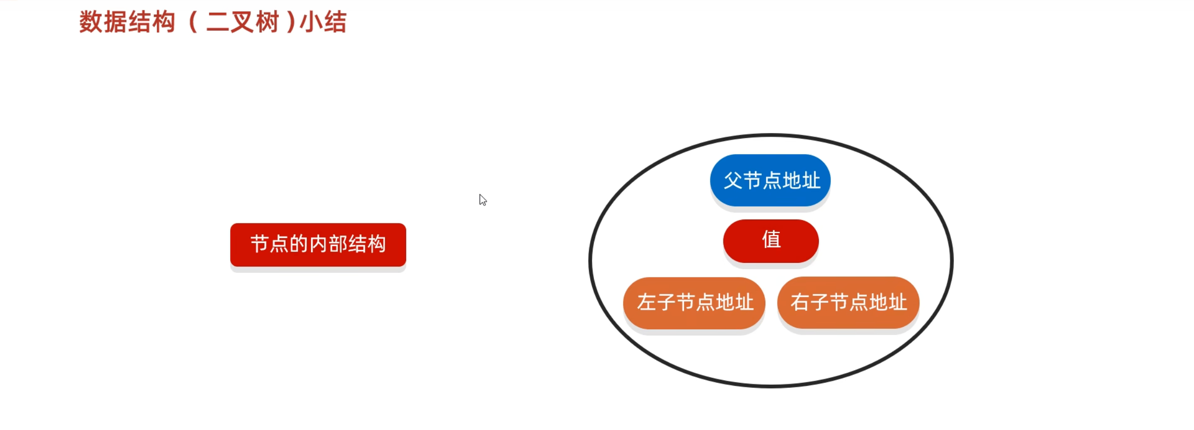 数据结构（二叉树)小结
父节点地址
节点的内部结构
值
左子节点地址 右子节点地址